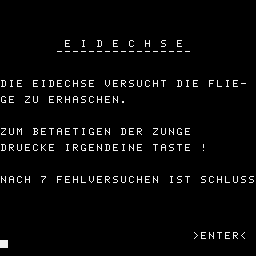 E I D E C H S E
DIE EIDECHSE VERSUCHT DIE FLIE-
GE ZU ERHASCHEN.
ZUM BETAETIGEN DER ZUNGE
DRUECKE IRGENDEINE TASTE !
NACH 7 FEHLVERSUCHEN IST SCHLUSS
>ENTER<